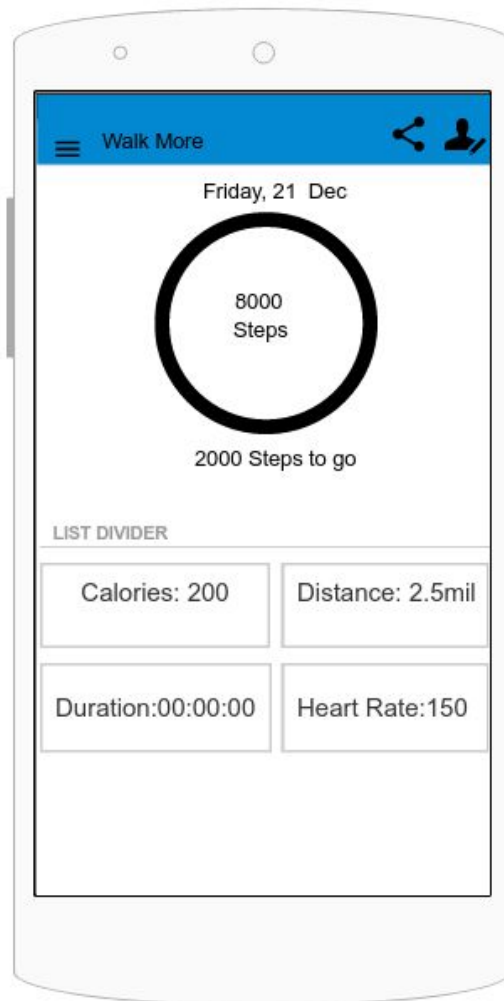 Walk More
Friday, 21 Dec
8000
Steps
2000 Steps to go
LIST DIVIDER
Calories: 200
Distance: 2.5mil
Duration:00:00:00
Heart Rate:150